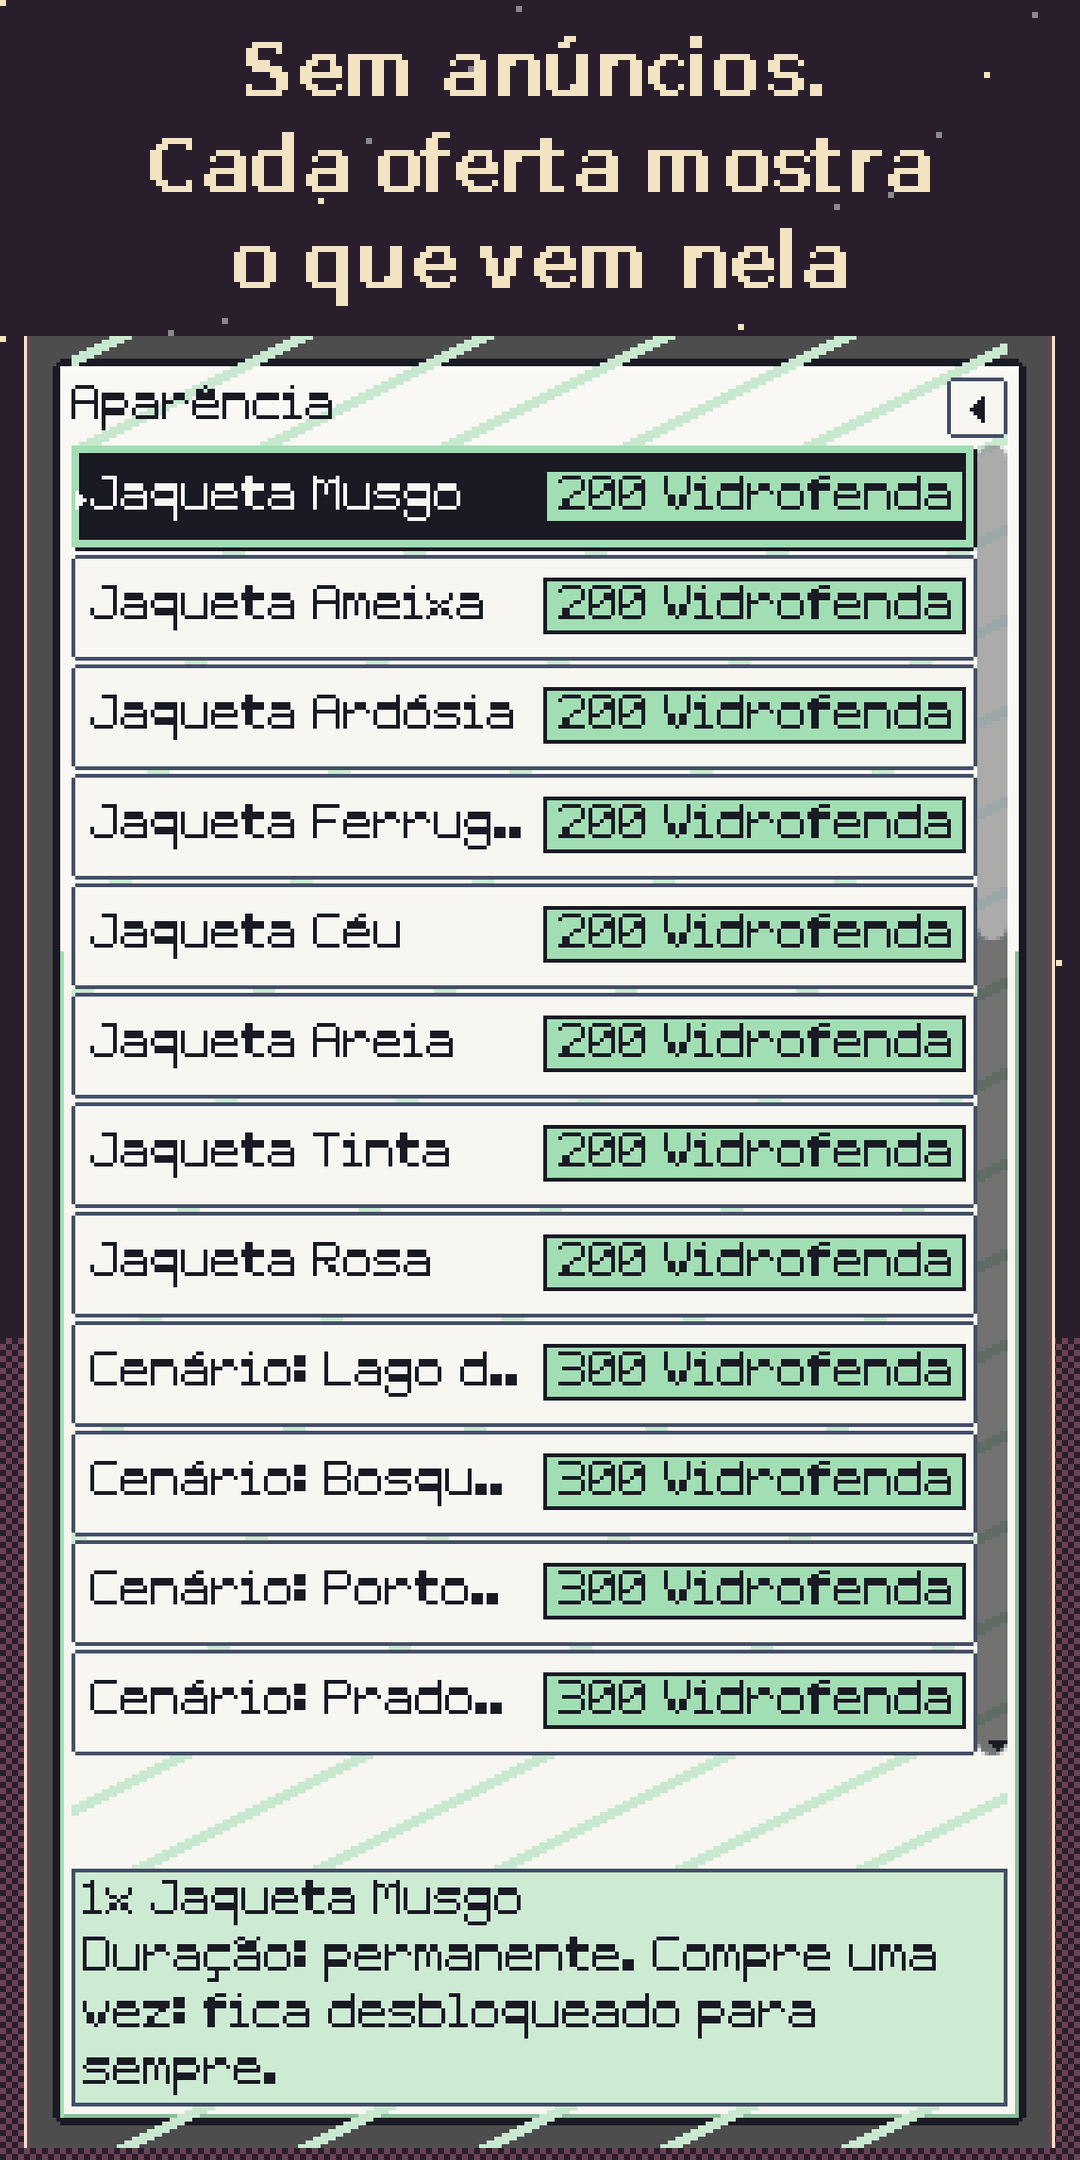 Sem anúncios.
Cada oferta mostra
o que vem nela
Aparência
Jaqueta Musgo 200 Vidrofenda
Jaqueta Ameixa 200 Vidrofenda
Jaqueta Ardósia 200 Vidrofenda
Jaqueta Ferrug.. 200 Vidrofenda
Jaqueta Céu 200 Vidrofenda
Jaqueta Areia 200 Vidrofenda
Jaqueta Tinta 200 Vidrofenda
Jaqueta Rosa 200 Vidrofenda
Cenário: Lago d.. 300 Vidrofenda
Cenário: Bosqu.. 300 Vidrofenda
Cenário: Porto.. 300 Vidrofenda
Cenário: Prado.. 300 Vidrofenda
1x Jaqueta Musgo
Duração: permanente. Compre uma
vez: fica desbloqueado para
sempre.